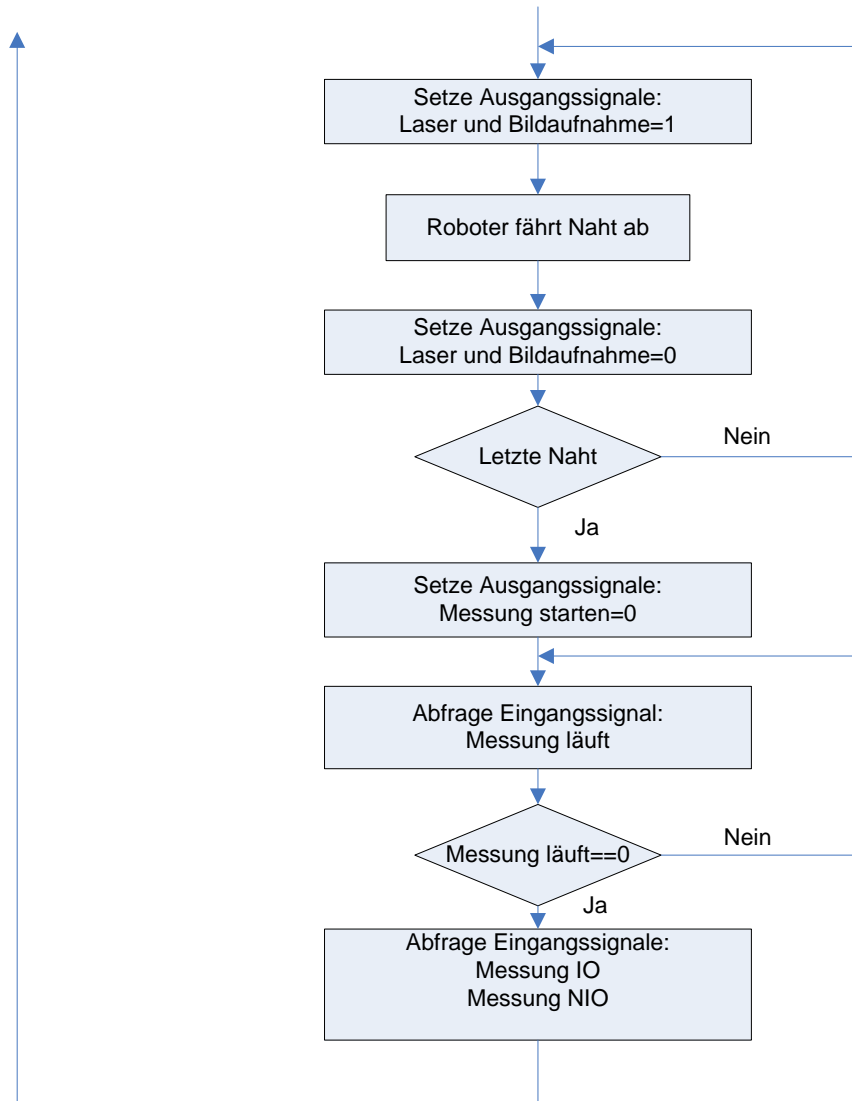 Setze Ausgangssignale:
Laser und Bildaufnahme=1
Roboter fährt Naht ab
Setze Ausgangssignale:
Laser und Bildaufnahme=0
Letzte Naht
Nein
Ja
Setze Ausgangssignale:
Messung starten=0
Abfrage Eingangssignal:
Messung läuft
Messung läuft==0
Nein
Ja
Abfrage Eingangssignale:
Messung IO
Messung NIO